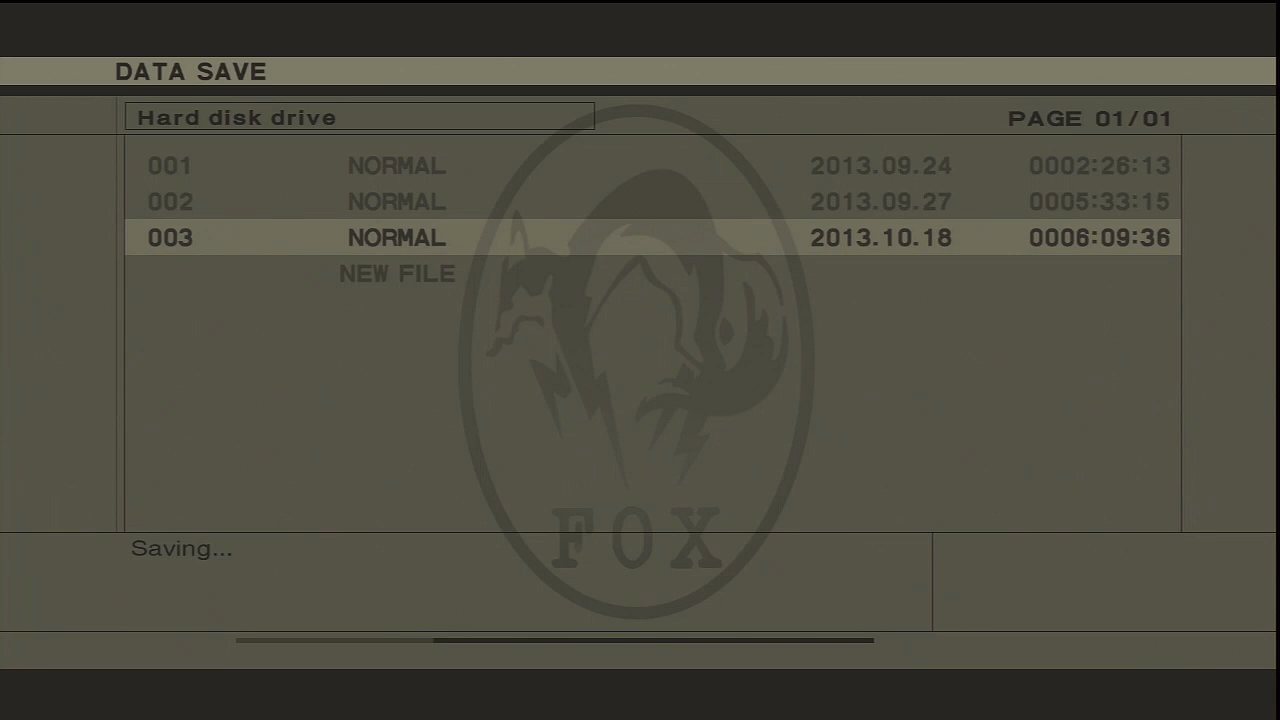 DATA SAVE
Hard disk drive PAGE 01/01
001 NORMAL 2013.09.24 0002:26:13
002 NORMAL 2013.09.27 0005:33:15
003 NORMAL 2013.10.18 0006:09:36
NEW FILE
FOX
Saving...